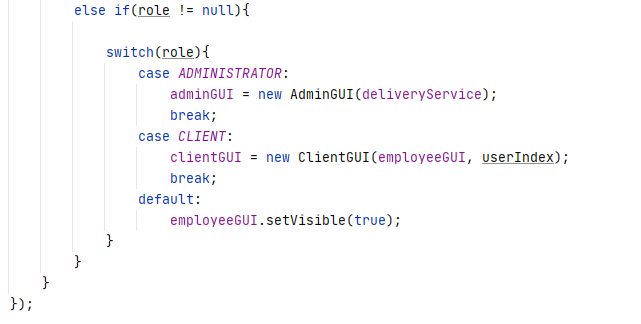 else if(role != null){
switch(role){
case ADMINISTRATOR:
adminGUI = new AdminGUI(deliveryService);
break;
case CLIENT:
clientGUI = new ClientGUI(employeeGUI, userIndex);
break;
default:
employeeGUI.setVisible(true);
}
}
}
});